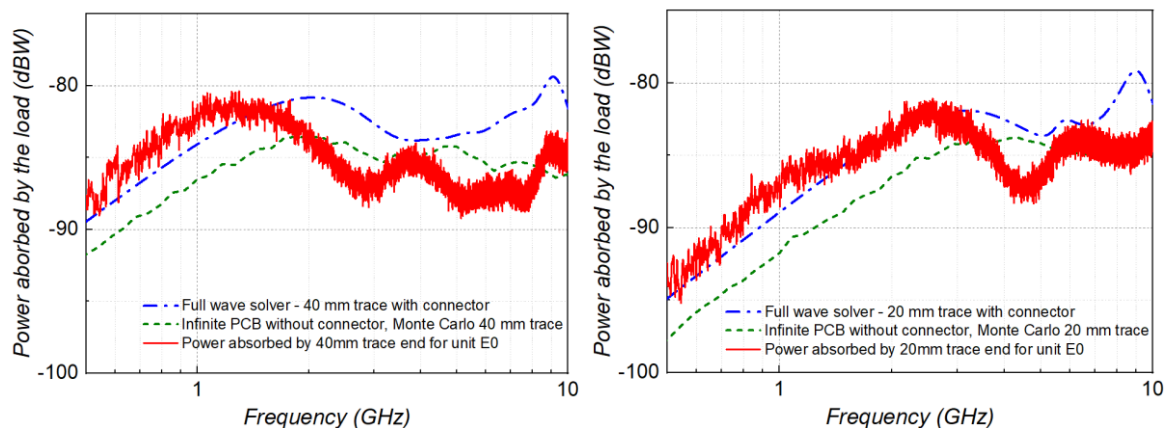 Power aborbed by the load (dBW)
-80
-90
-100
Full wave solver - 40 mm trace with connector
Infinite PCB without connector, Monte Carlo 40 mm trace
Power absorbed by 40mm trace end for unit E0
1
10
Frequency (GHz)
Power aborbed by the load (dBW)
-80
-90
-100
Full wave solver - 20 mm trace with connector
Infinite PCB without connector, Monte Carlo 20 mm trace
Power absorbed by 20mm trace end for unit E0
1
10
Frequency (GHz)